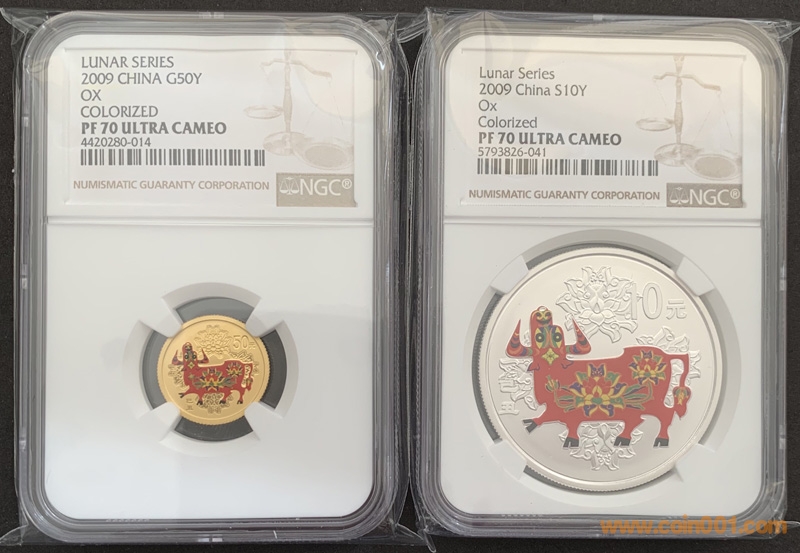 LUNAR SERIES
2009 CHINA G50Y
OX
COLORIZED
PF 70 ULTRA CAMEO
4420280-014
NUMISMATIC GUARANTY CORPORATION
NGC®
50
Lunar Series
2009 China S10Y
Ox
Colorized
PF 70 ULTRA CAMEO
5793826-041
NUMISMATIC GUARANTY CORPORATION
NGC®
10元
www.coin001.com